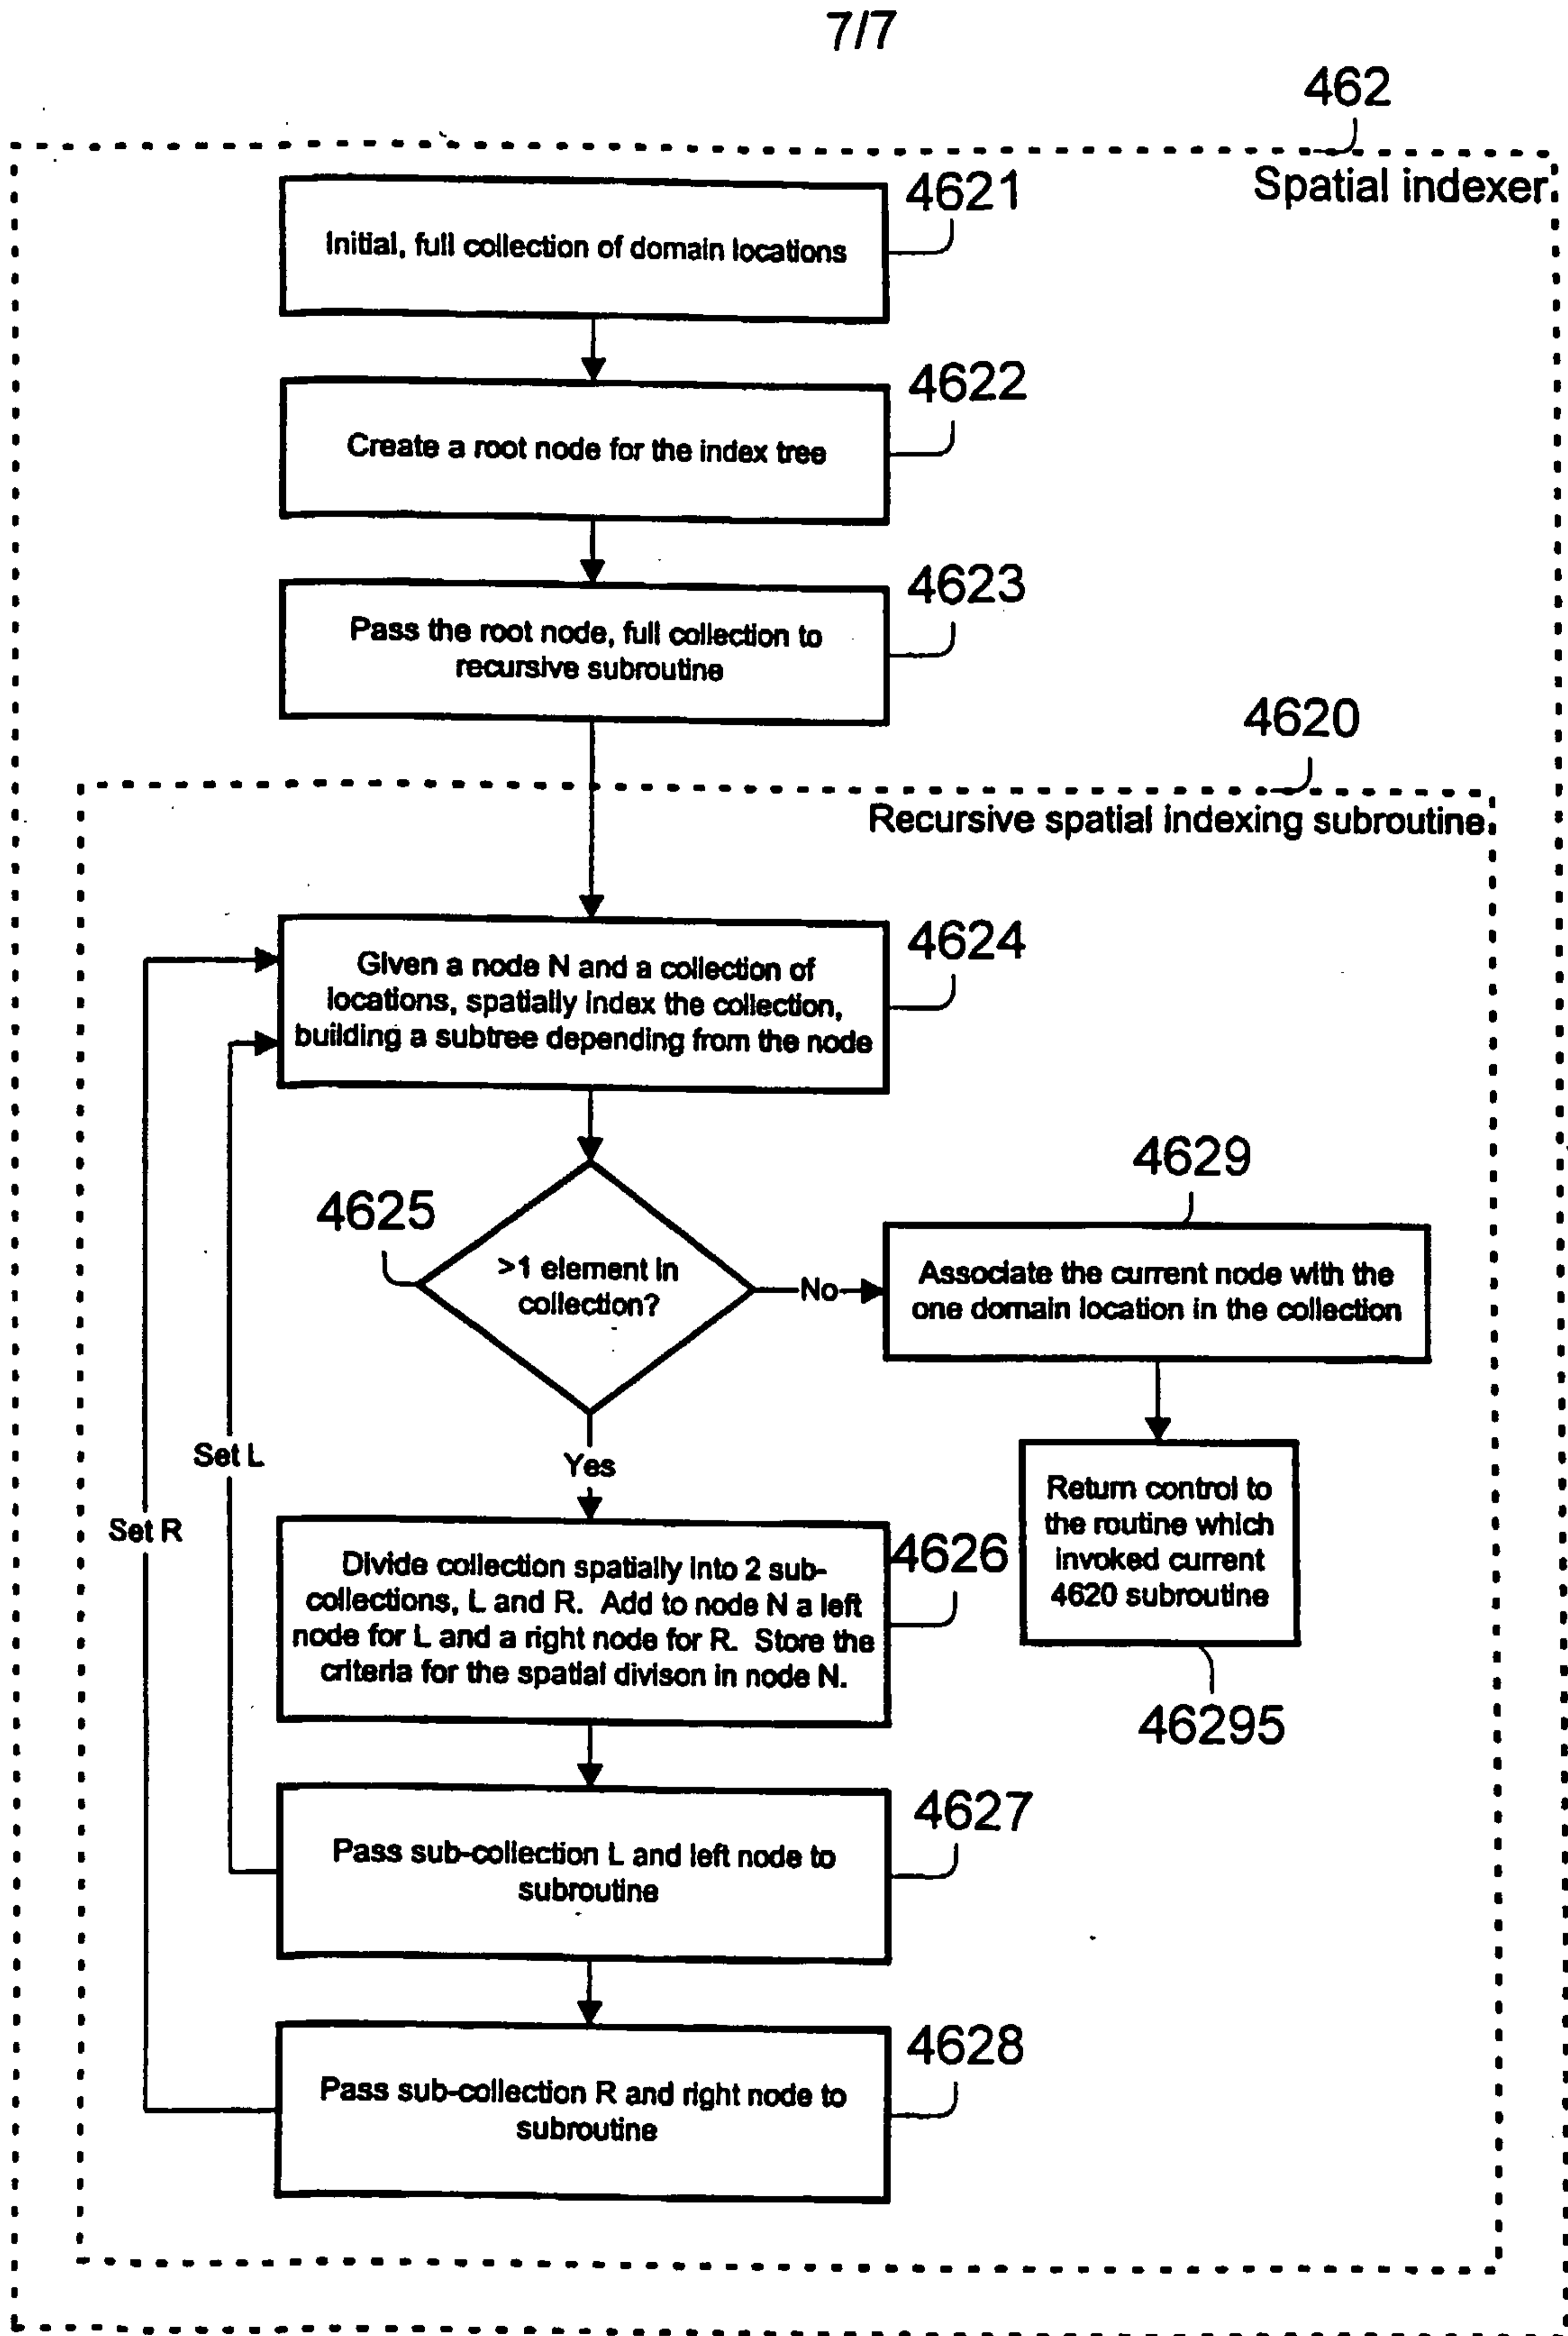 7/7
462
Spatial indexer
4621
Initial, full collection of domain locations
4622
Create a root node for the index tree
4623
Pass the root node, full collection to
recursive subroutine
4620
Recursive spatial indexing subroutine
4624
Given a node N and a collection of
locations, spatially index the collection,
building a subtree depending from the node
4625
>1 element in
collection?
No
4629
Associate the current node with the
one domain location in the collection
Yes
Set L
Set R
Return control to
the routine which
invoked current
4620 subroutine
46295
4626
Divide collection spatially into 2 sub-
collections, L and R. Add to node N a left
node for L and a right node for R. Store the
criteria for the spatial divison in node N.
4627
Pass sub-collection L and left node to
subroutine
4628
Pass sub-collection R and right node to
subroutine